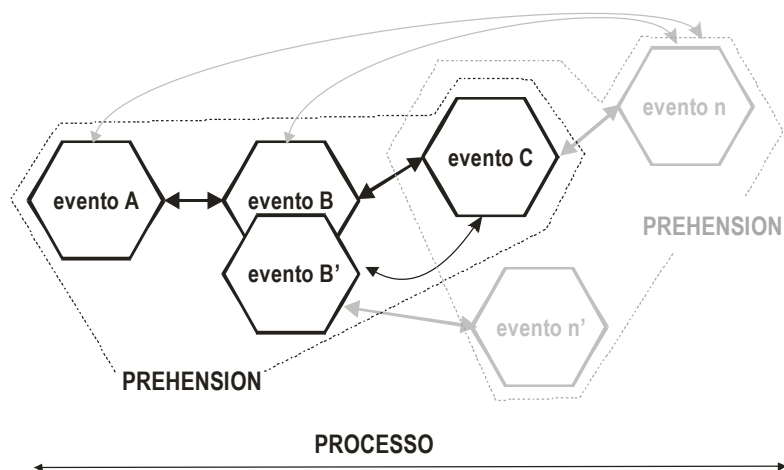 evento n
evento C
evento A
evento B
PREHENSION
evento B’
evento n’
PREHENSION
PROCESSO